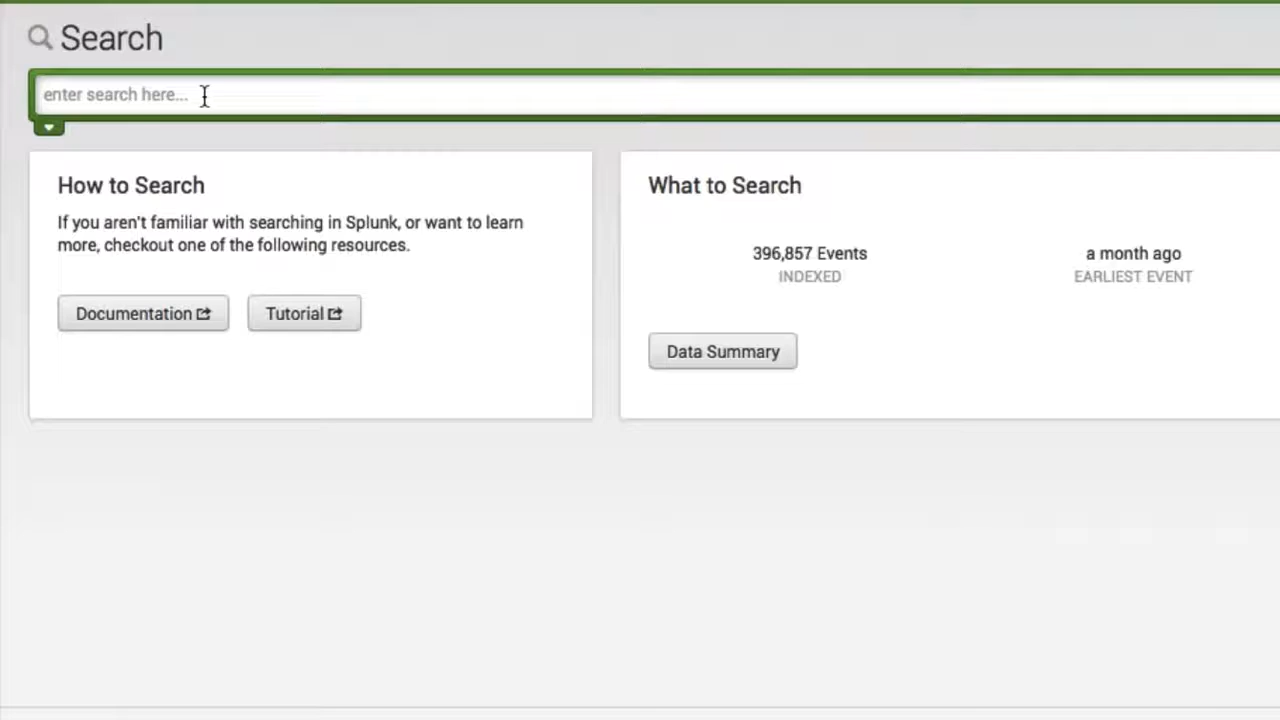 Search
enter search here...
How to Search
If you aren't familiar with searching in Splunk, or want to learn
more, checkout one of the following resources.
Documentation
Tutorial
What to Search
396,857 Events
INDEXED
a month ago
EARLIEST EVENT
Data Summary